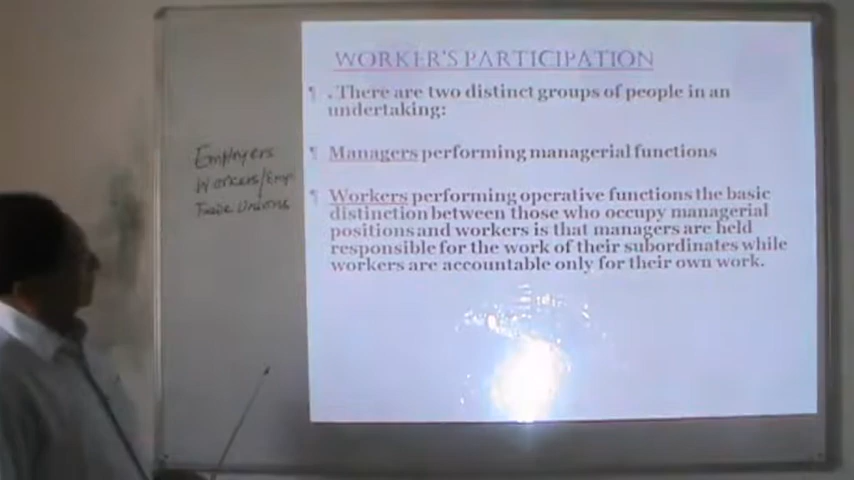 WORKER'S PARTICIPATION
¶ . There are two distinct groups of people in an
undertaking:
¶ Managers performing managerial functions
¶ Workers performing operative functions the basic
distinction between those who occupy managerial
positions and workers is that managers are held
responsible for the work of their subordinates while
workers are accountable only for their own work.
Employers
Workers/Emp.
Trade Unions